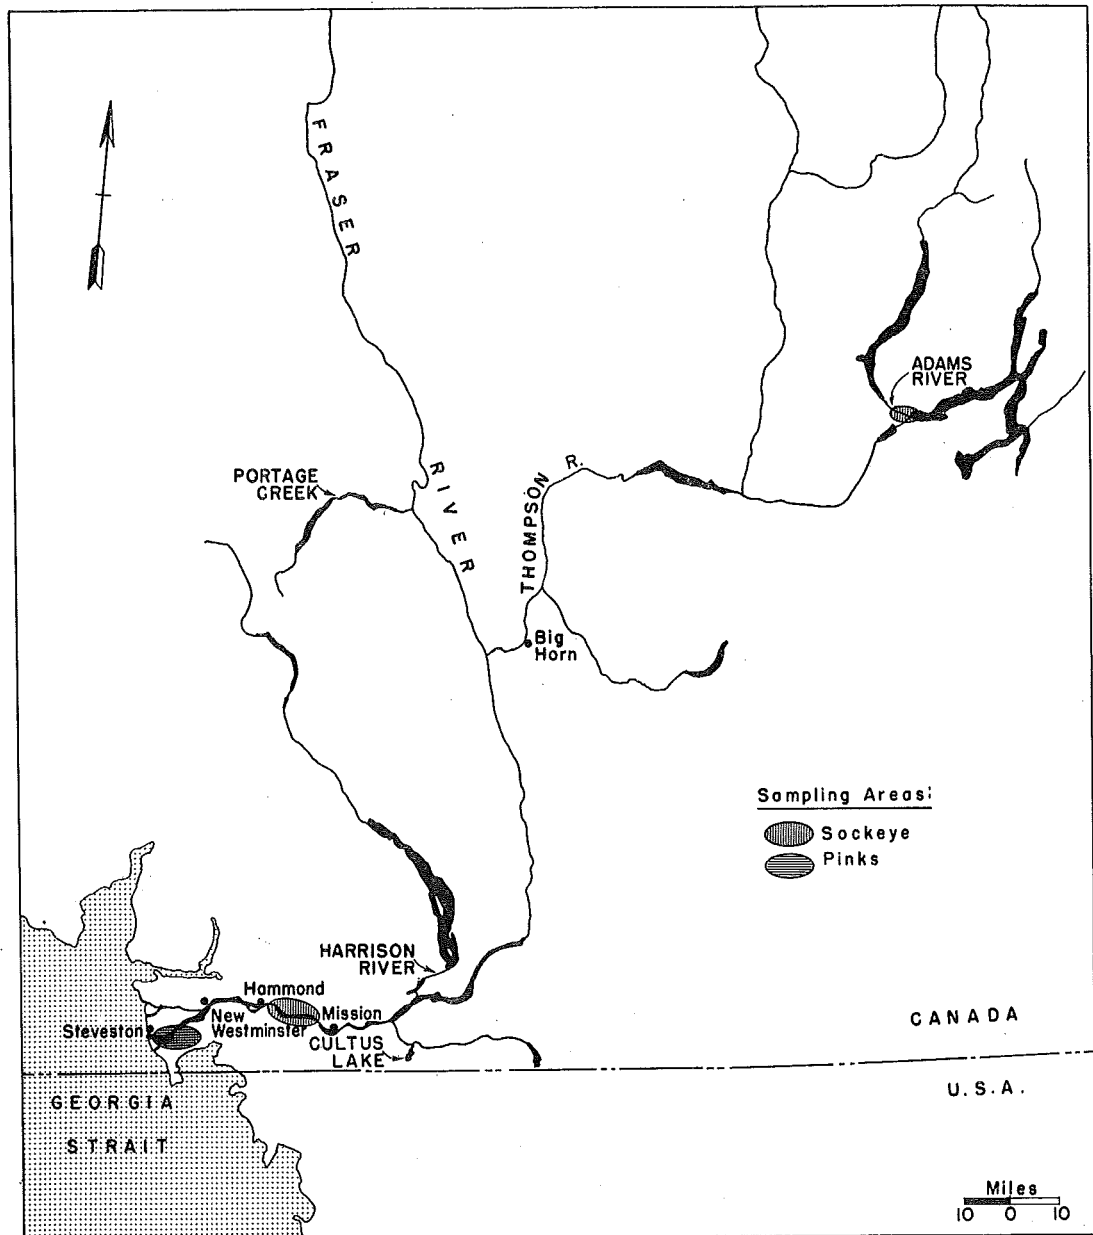 FRASER
RIVER
ADAMS
RIVER
PORTAGE
CREEK
THOMPSON R.
Big
Horn
Sampling Areas:
Sockeye
Pinks
HARRISON
RIVER
Hammond
Mission
New
Westminster
Steveston
CULTUS
LAKE
CANADA
U.S.A.
GEORGIA
STRAIT
Miles
10 0 10